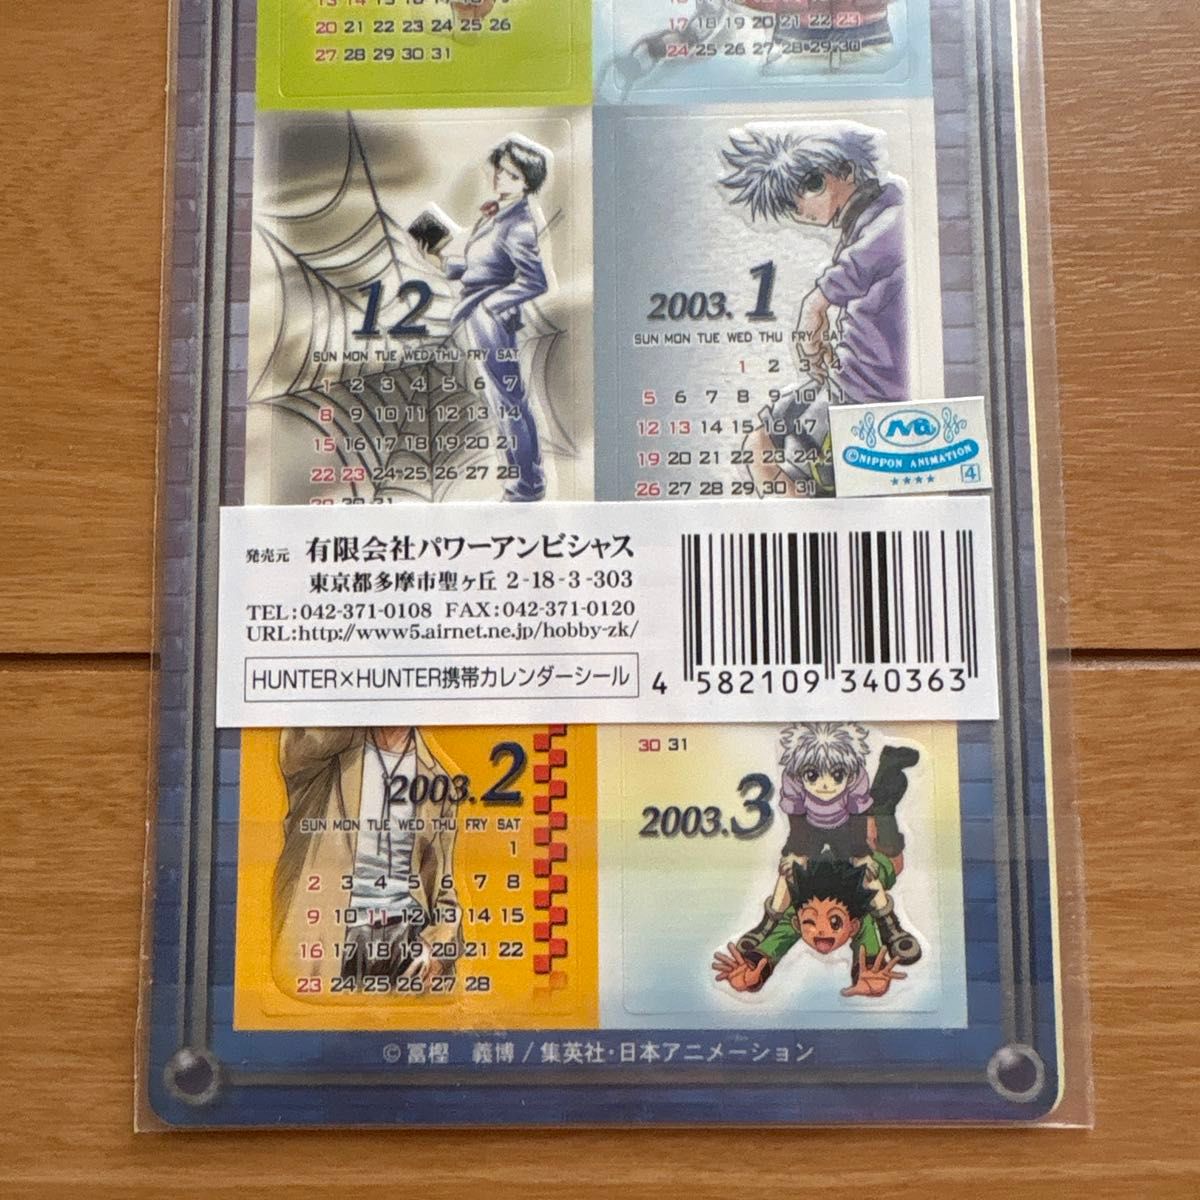 20 21 22 23 24 25 26
27 28 29 30 31
17 18 19 20 21 22 23
24 25 26 27 28 29 30
12
SUN MON TUE WED THU FRI SAT
1 2 3 4 5 6 7
8 9 10 11 12 13 14
15 16 17 18 19 20 21
22 23 24 25 26 27 28
29 30 31
2003.1
SUN MON TUE WED THU FRY SAT
1 2 3 4
5 6 7 8 9 10 11
12 13 14 15 16 17
19 20 21 22 23 24
26 27 28 29 30 31
©NIPPON ANIMATION
★★★★
4
発売元 有限会社パワーアンビシャス
東京都多摩市聖ヶ丘 2-18-3-303
TEL:042-371-0108 FAX:042-371-0120
URL:http://www5.airnet.ne.jp/hobby-zk/
HUNTER×HUNTER携帯カレンダーシール
4 582109 340363
2003.2
SUN MON TUE WED THU FRY SAT
1
2 3 4 5 6 7 8
9 10 11 12 13 14 15
16 17 18 19 20 21 22
23 24 25 26 27 28
30 31
2003.3
©冨樫 義博/集英社・日本アニメーション